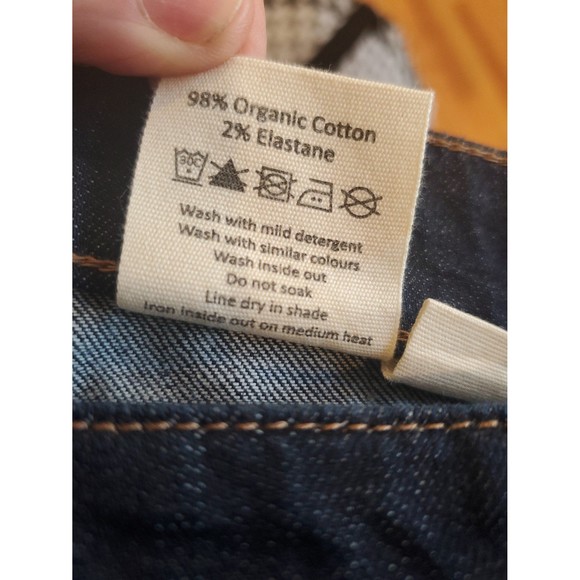 98% Organic Cotton
2% Elastane
30C
Wash with mild detergent
Wash with similar colours
Wash inside out
Do not soak
Line dry in shade
Iron inside out on medium heat